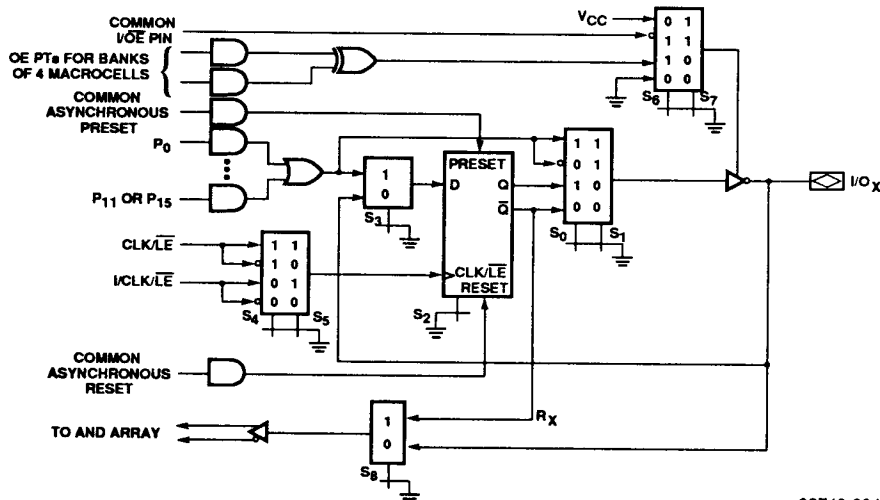 COMMON
I/OE PIN
OE PTs FOR BANKS
OF 4 MACROCELLS
COMMON
ASYNCHRONOUS
PRESET
P0
P11 OR P15
CLK/LE
I/CLK/LE
COMMON
ASYNCHRONOUS
RESET
TO AND ARRAY
1 1
1 0
0 1
0 0
S4 S5
1
0
S3
PRESET
D Q
Q
CLK/LE
RESET
S2
VCC
0 1
1 1
1 0
0 0
S6 S7
1 1
0 1
1 0
0 0
S0 S1
I/OX
RX
1
0
S8